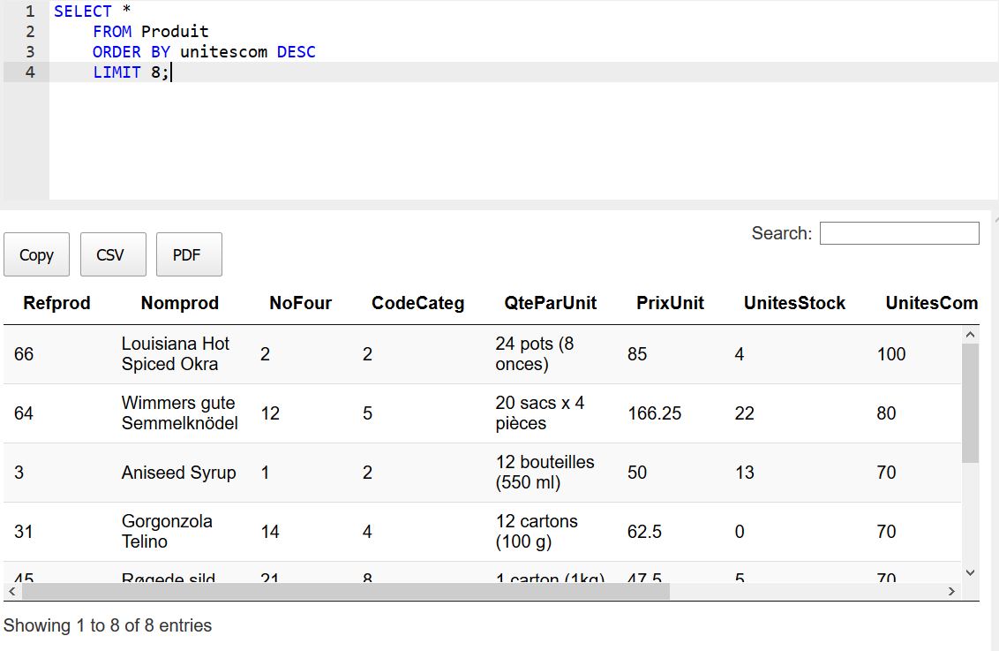 1 SELECT *
2 FROM Produit
3 ORDER BY unitescom DESC
4 LIMIT 8;
Search:
Copy CSV PDF
Refprod Nomprod NoFour CodeCateg QteParUnit PrixUnit UnitesStock UnitesCom
66 Louisiana Hot Spiced Okra 2 2 24 pots (8 onces) 85 4 100
64 Wimmers gute Semmelknödel 12 5 20 sacs x 4 pièces 166.25 22 80
3 Aniseed Syrup 1 2 12 bouteilles (550 ml) 50 13 70
31 Gorgonzola Telino 14 4 12 cartons (100 g) 62.5 0 70
45 Røgede sild 21 8 1 carton (1kg) 47.5 5 70
Showing 1 to 8 of 8 entries